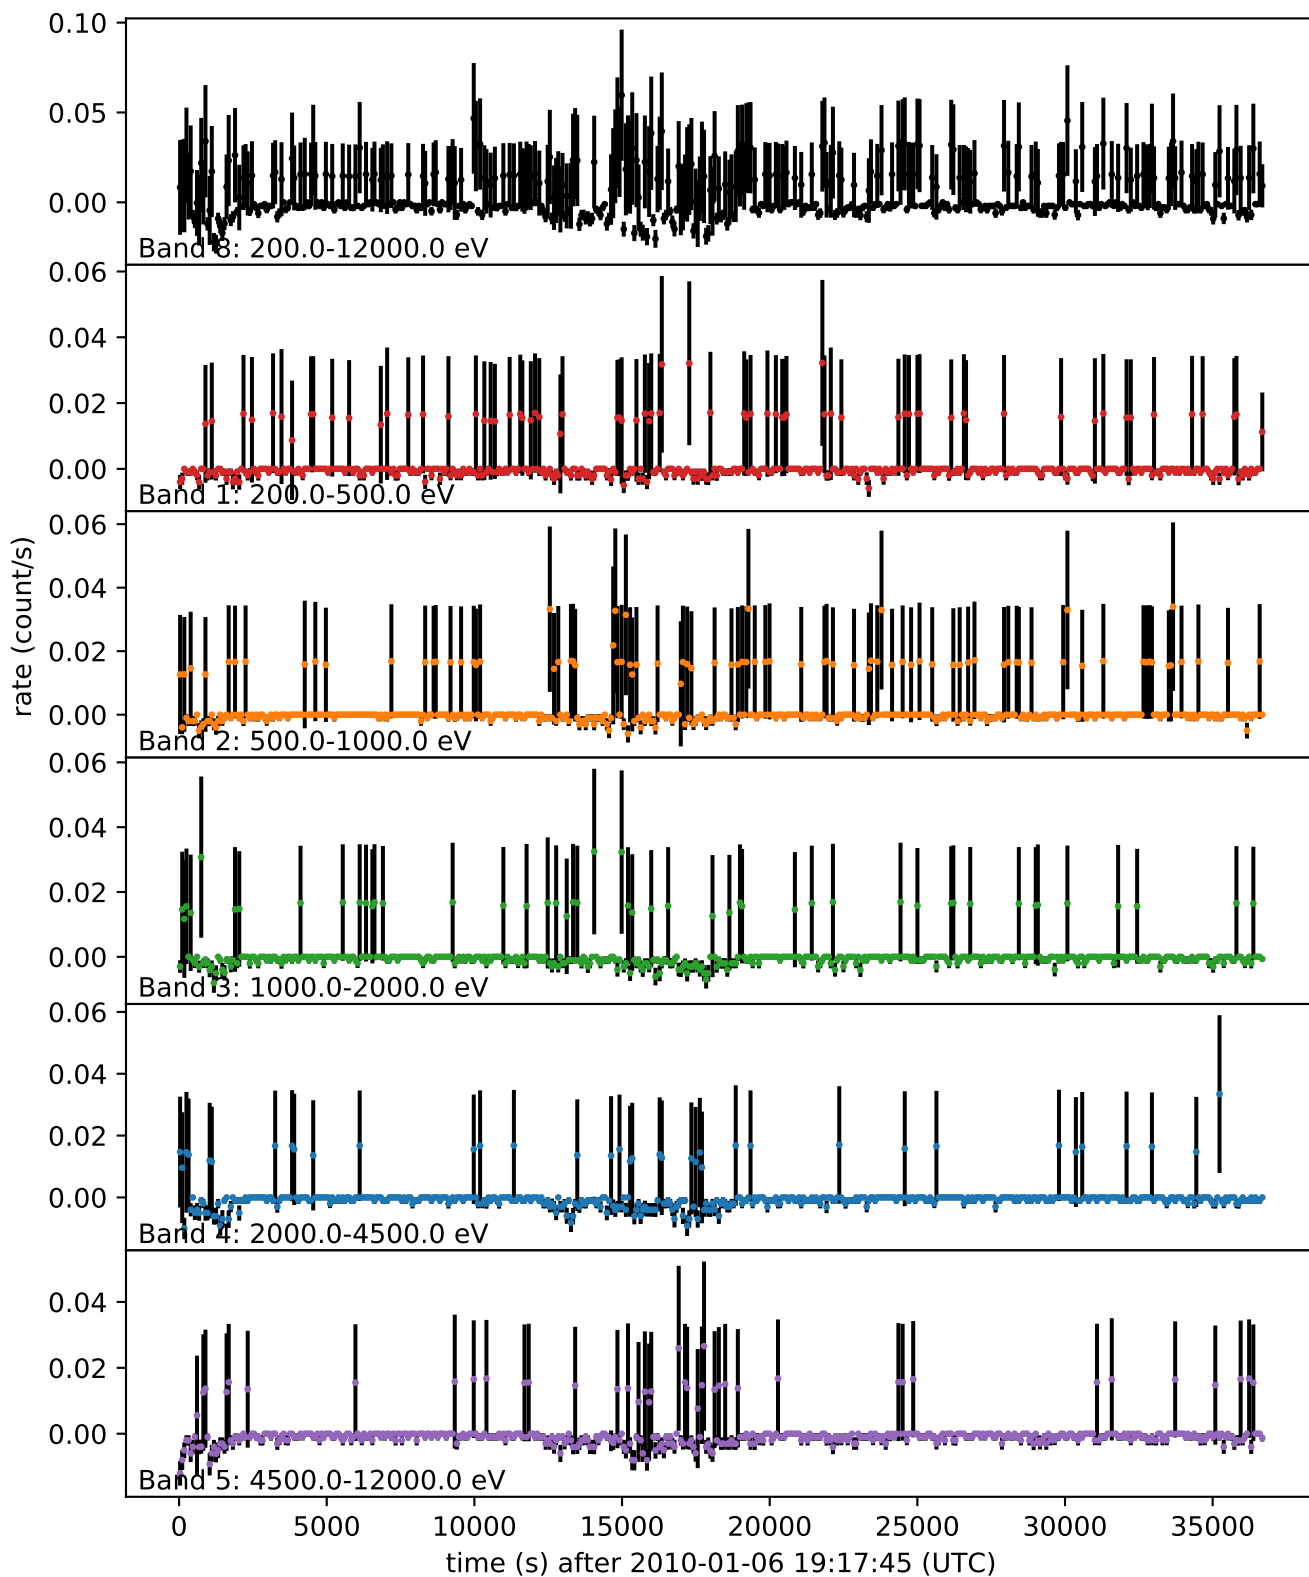 0.10
0.05
0.00
Band 8: 200.0-12000.0 eV
0.06
0.04
0.02
0.00
Band 1: 200.0-500.0 eV
0.06
0.04
0.02
0.00
Band 2: 500.0-1000.0 eV
rate (count/s)
0.06
0.04
0.02
0.00
Band 3: 1000.0-2000.0 eV
0.06
0.04
0.02
0.00
Band 4: 2000.0-4500.0 eV
0.04
0.02
0.00
Band 5: 4500.0-12000.0 eV
0 5000 10000 15000 20000 25000 30000 35000
time (s) after 2010-01-06 19:17:45 (UTC)